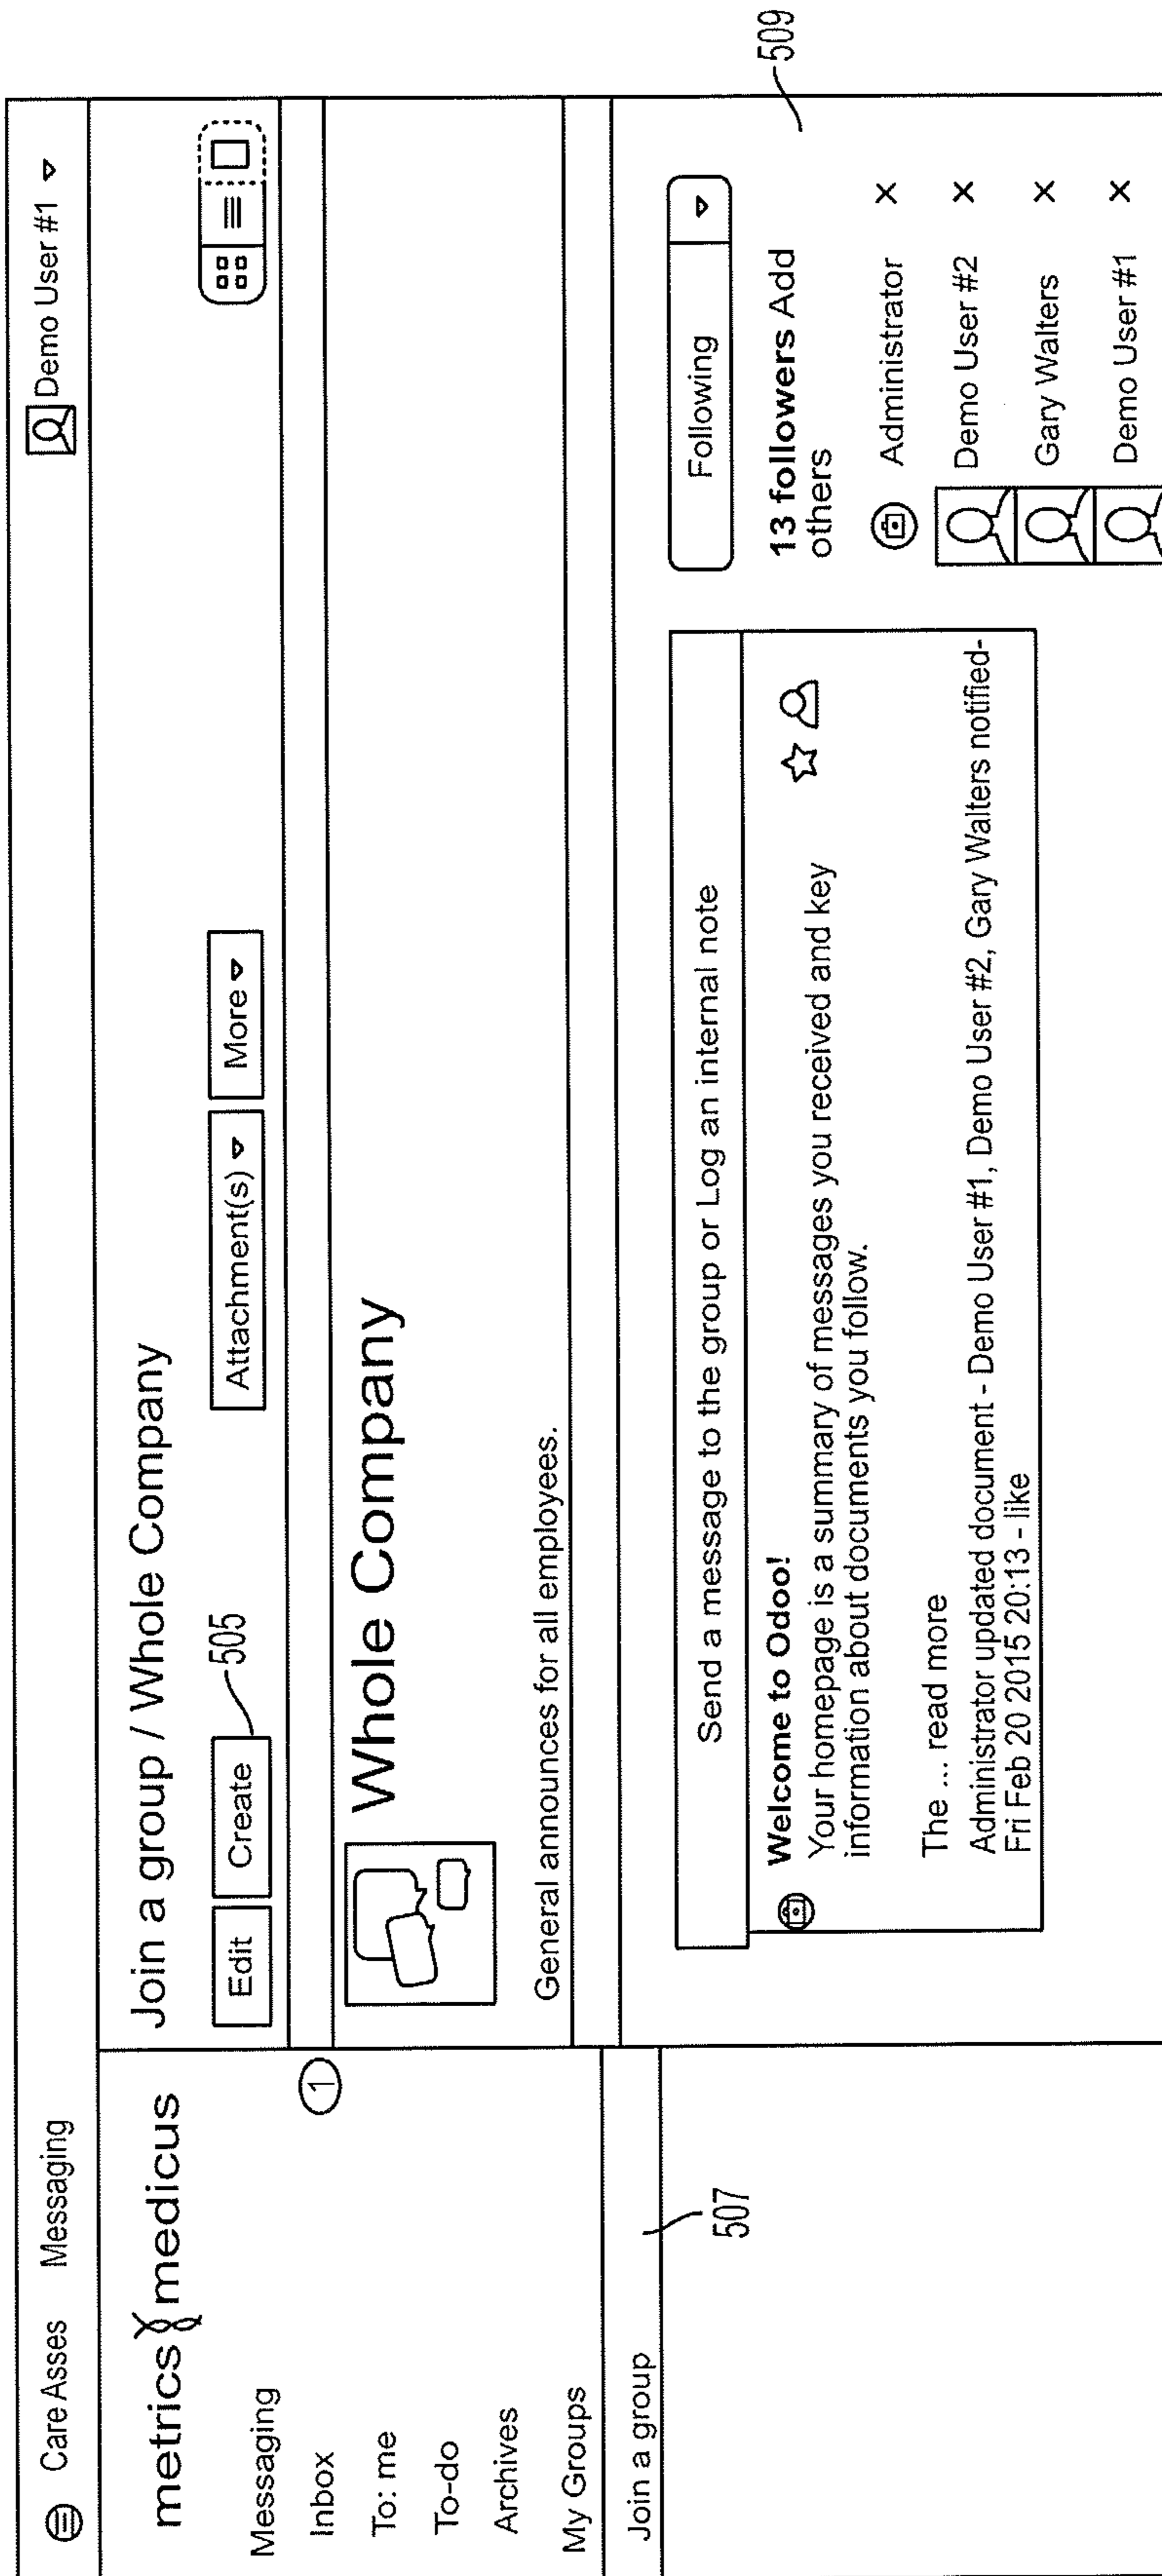 Care Asses Messaging
Demo User #1
metrics medicus
Messaging
Inbox 1
To: me
To-do
Archives
My Groups
Join a group
507
Join a group / Whole Company
Edit Create 505 Attachment(s) More
Whole Company
General announces for all employees.
Send a message to the group or Log an internal note
Welcome to Odoo!
Your homepage is a summary of messages you received and key
information about documents you follow.
The ... read more
Administrator updated document - Demo User #1, Demo User #2, Gary Walters notified-
Fri Feb 20 2015 20:13 - like
Following
509
13 followers Add
others
Administrator X
Demo User #2 X
Gary Walters X
Demo User #1 X